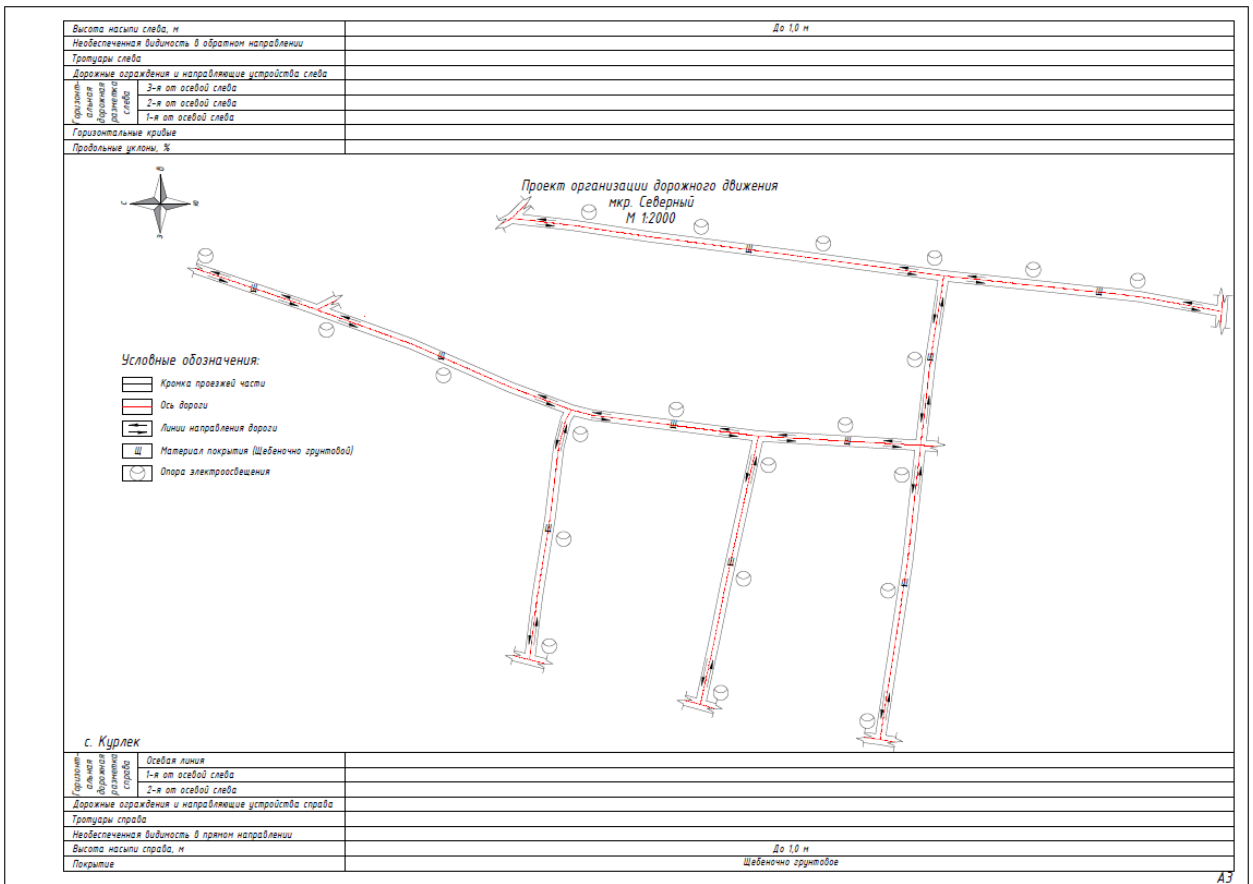 Высота насыпи слева, м
До 1,0 м
Необеспеченная видимость в обратном направлении
Тротуары слева
Дорожные ограждения и направляющие устройства слева
Горизонт-
альная
дорожная
разметка
слева
3-я от осевой слева
2-я от осевой слева
1-я от осевой слева
Горизонтальные кривые
Продольные уклоны, %
Проект организации дорожного движения
мкр. Северный
М 1:2000
С
З
Условные обозначения:
Кромка проезжей части
Ось дороги
Линии направления дороги
Щ
Материал покрытия (Щебеночно грунтовой)
Опора электроосвещения
Щ
Щ
Щ
Щ
Щ
Щ
Щ
Щ
Щ
Щ
Щ
с. Курлек
Горизонт-
альная
дорожная
разметка
справа
Осевая линия
1-я от осевой слева
2-я от осевой слева
Дорожные ограждения и направляющие устройства справа
Тротуары справа
Необеспеченная видимость в прямом направлении
Высота насыпи справа, м
До 1,0 м
Покрытие
Щебеночно грунтовое
А3